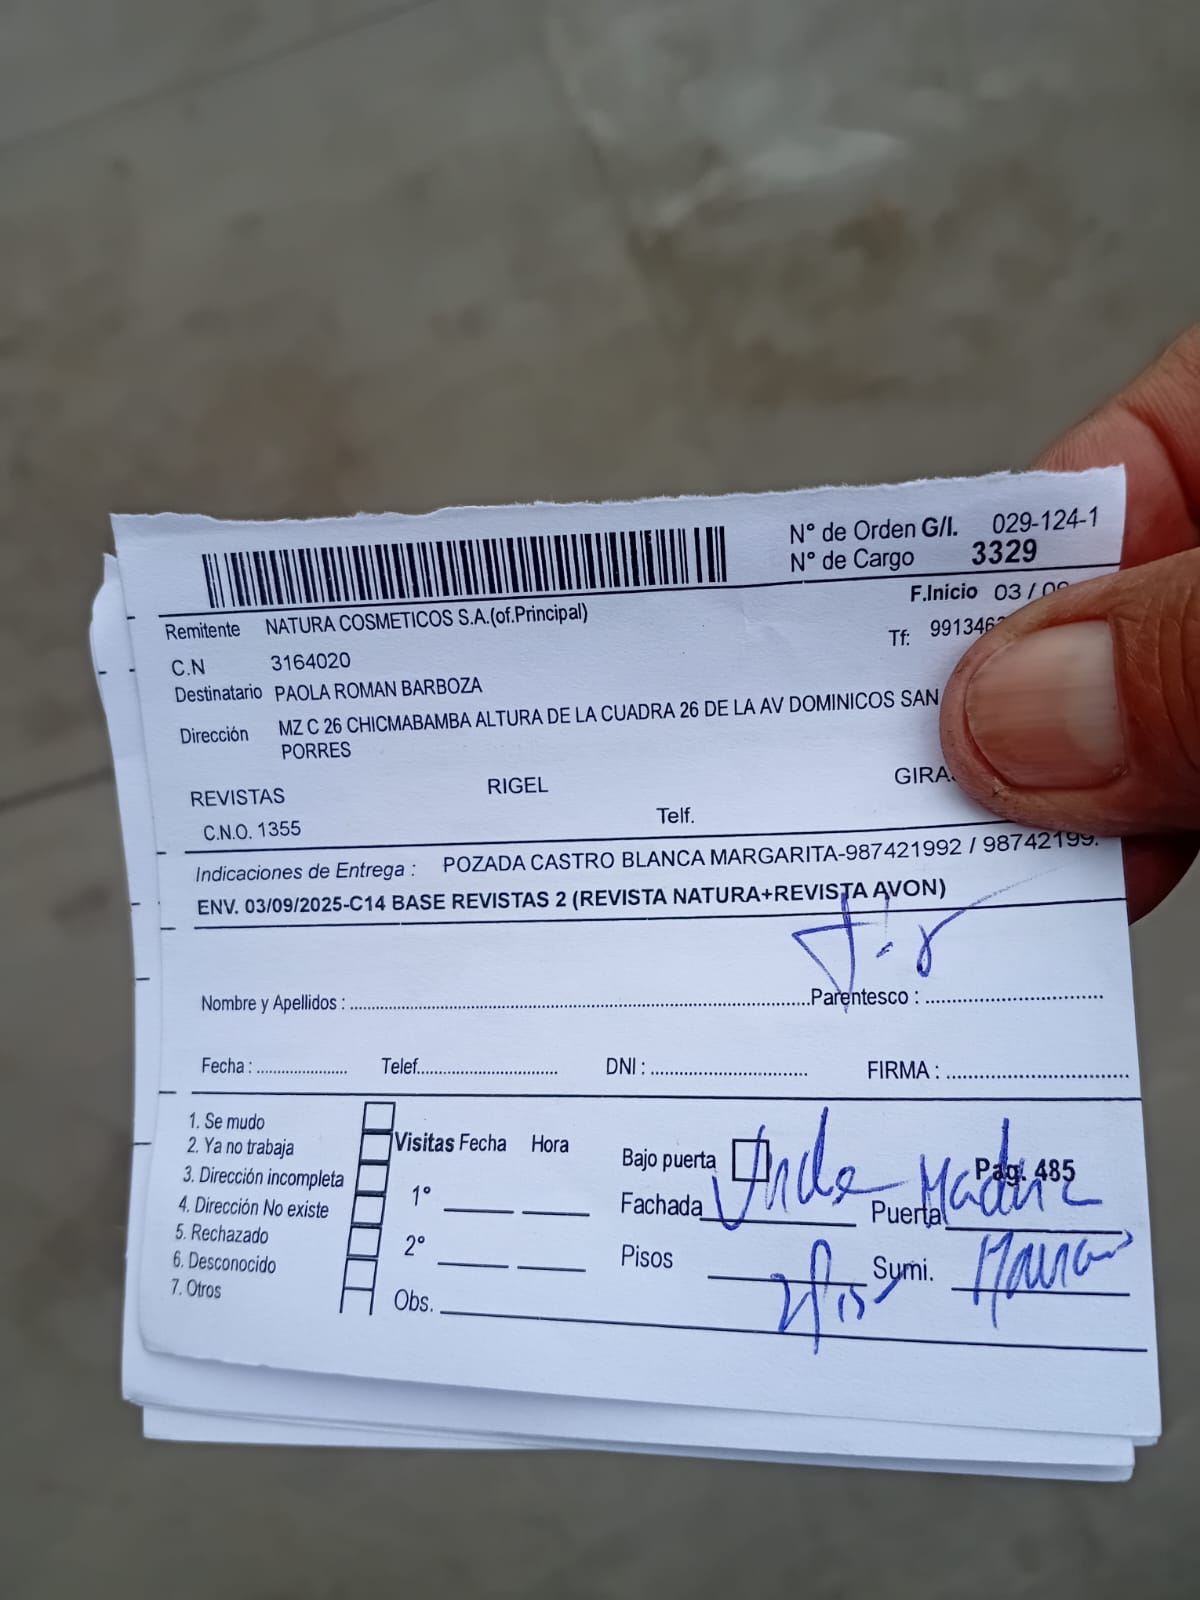 N° de Orden G/I. 029-124-1
N° de Cargo 3329
F.Inicio 03 / 09
Remitente NATURA COSMETICOS S.A.(of.Principal)
Tf: 991346
C.N 3164020
Destinatario PAOLA ROMAN BARBOZA
Dirección MZ C 26 CHICMABAMBA ALTURA DE LA CUADRA 26 DE LA AV DOMINICOS SAN
PORRES
REVISTAS RIGEL GIRA
C.N.O. 1355 Telf.
Indicaciones de Entrega : POZADA CASTRO BLANCA MARGARITA-987421992 / 98742199
ENV. 03/09/2025-C14 BASE REVISTAS 2 (REVISTA NATURA+REVISTA AVON)
Nombre y Apellidos : Parentesco :
Fecha : Telef. DNI : FIRMA :
1. Se mudo
2. Ya no trabaja
3. Dirección incompleta
4. Dirección No existe
5. Rechazado
6. Desconocido
7. Otros
Visitas Fecha Hora
1°
2°
Obs.
Bajo puerta Pag. 485
Fachada Puerta
Pisos Sumi.